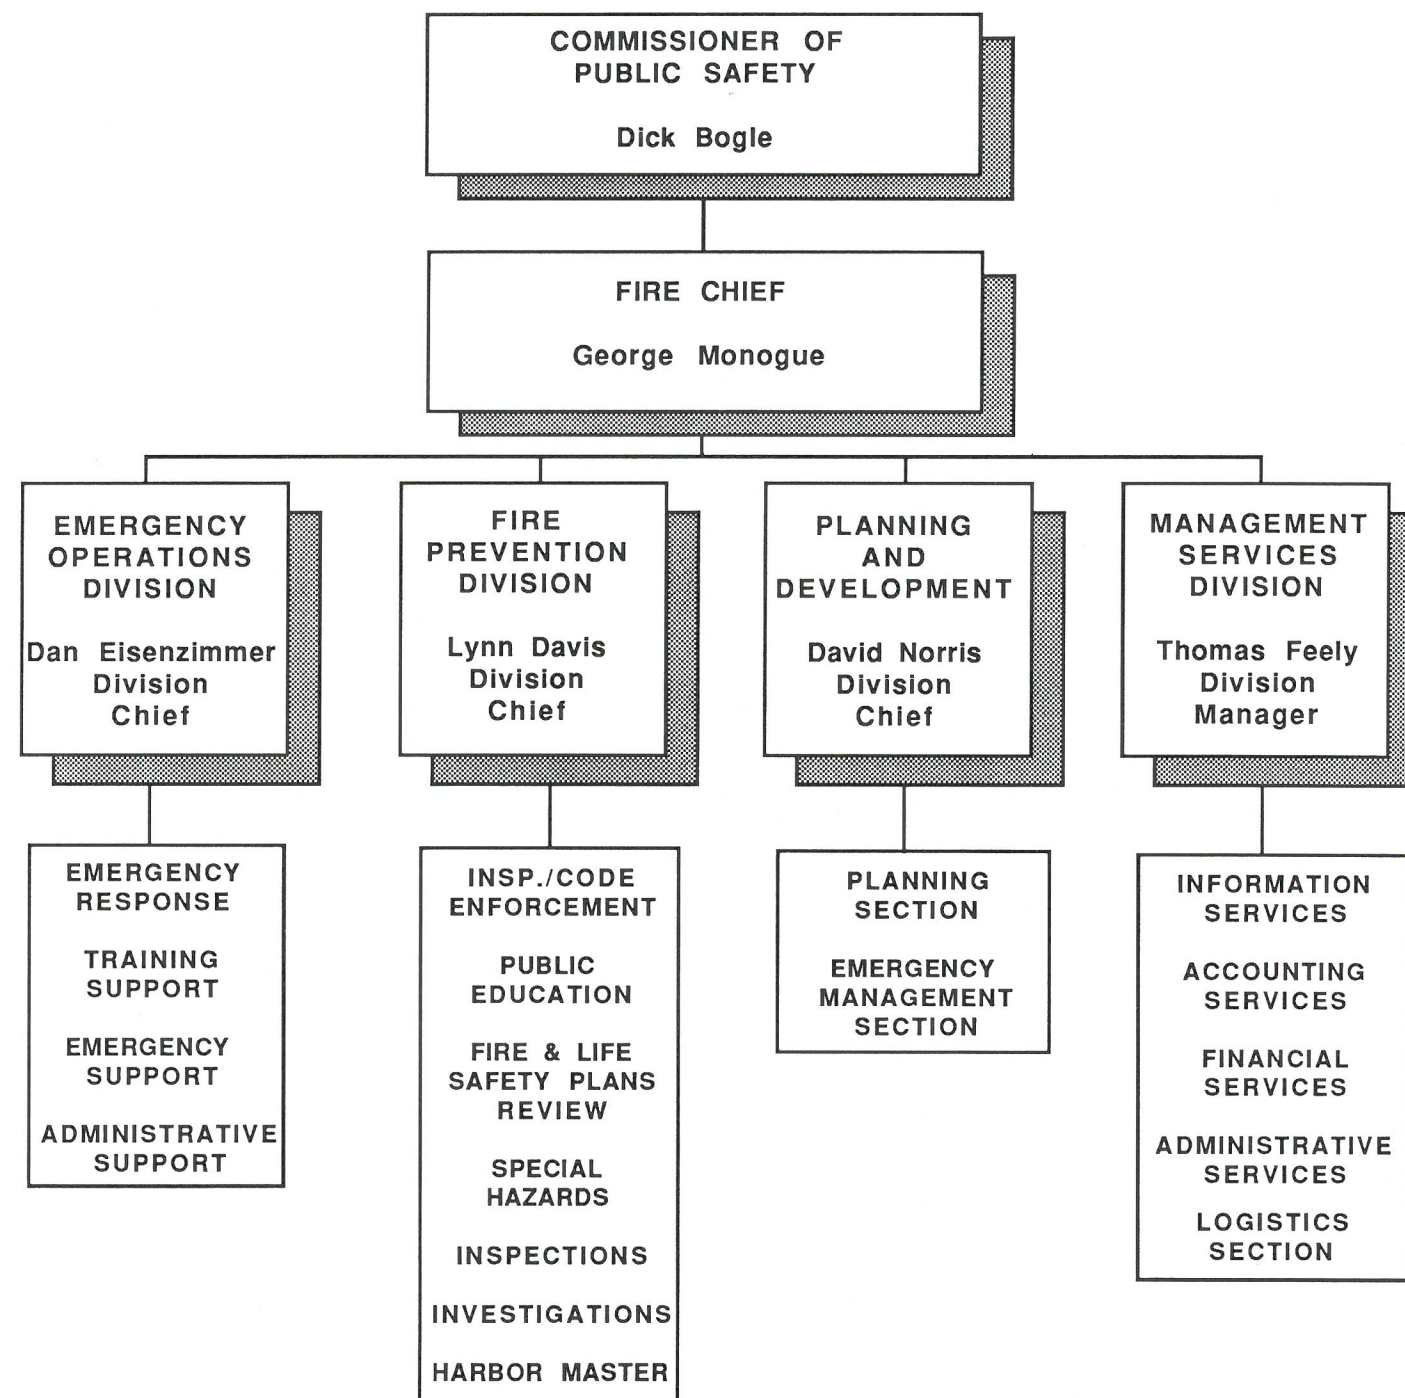 COMMISSIONER OF
PUBLIC SAFETY
Dick Bogle
FIRE CHIEF
George Monogue
EMERGENCY
OPERATIONS
DIVISION
Dan Eisenzimmer
Division
Chief
FIRE
PREVENTION
DIVISION
Lynn Davis
Division
Chief
PLANNING
AND
DEVELOPMENT
David Norris
Division
Chief
MANAGEMENT
SERVICES
DIVISION
Thomas Feely
Division
Manager
EMERGENCY
RESPONSE
TRAINING
SUPPORT
EMERGENCY
SUPPORT
ADMINISTRATIVE
SUPPORT
INSP./CODE
ENFORCEMENT
PUBLIC
EDUCATION
FIRE & LIFE
SAFETY PLANS
REVIEW
SPECIAL
HAZARDS
INSPECTIONS
INVESTIGATIONS
HARBOR MASTER
PLANNING
SECTION
EMERGENCY
MANAGEMENT
SECTION
INFORMATION
SERVICES
ACCOUNTING
SERVICES
FINANCIAL
SERVICES
ADMINISTRATIVE
SERVICES
LOGISTICS
SECTION